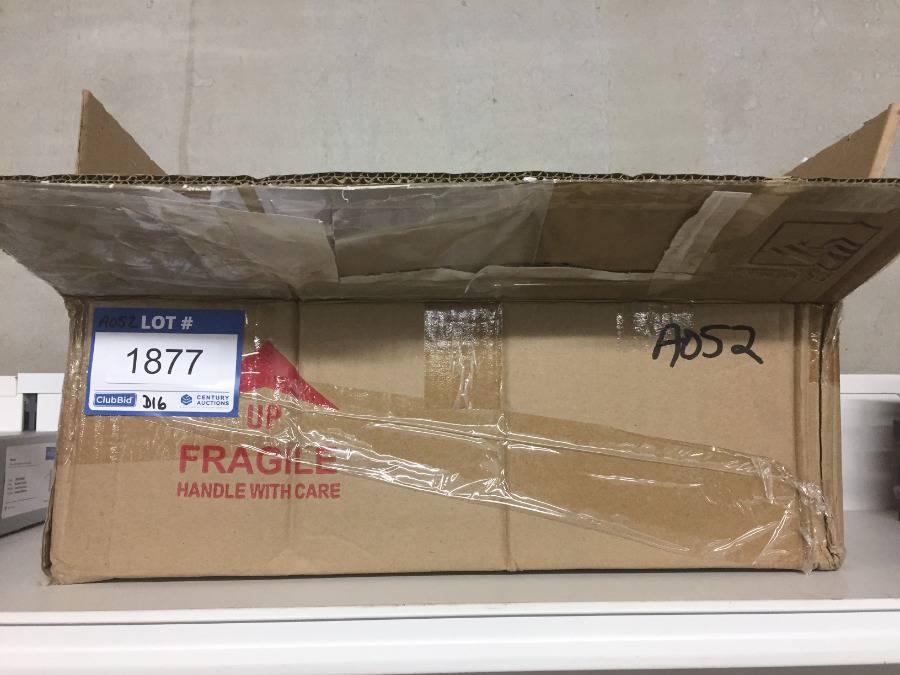 A052 LOT #
1877
ClubBid D16 CENTURY AUCTIONS
A052
UP
FRAGILE
HANDLE WITH CARE